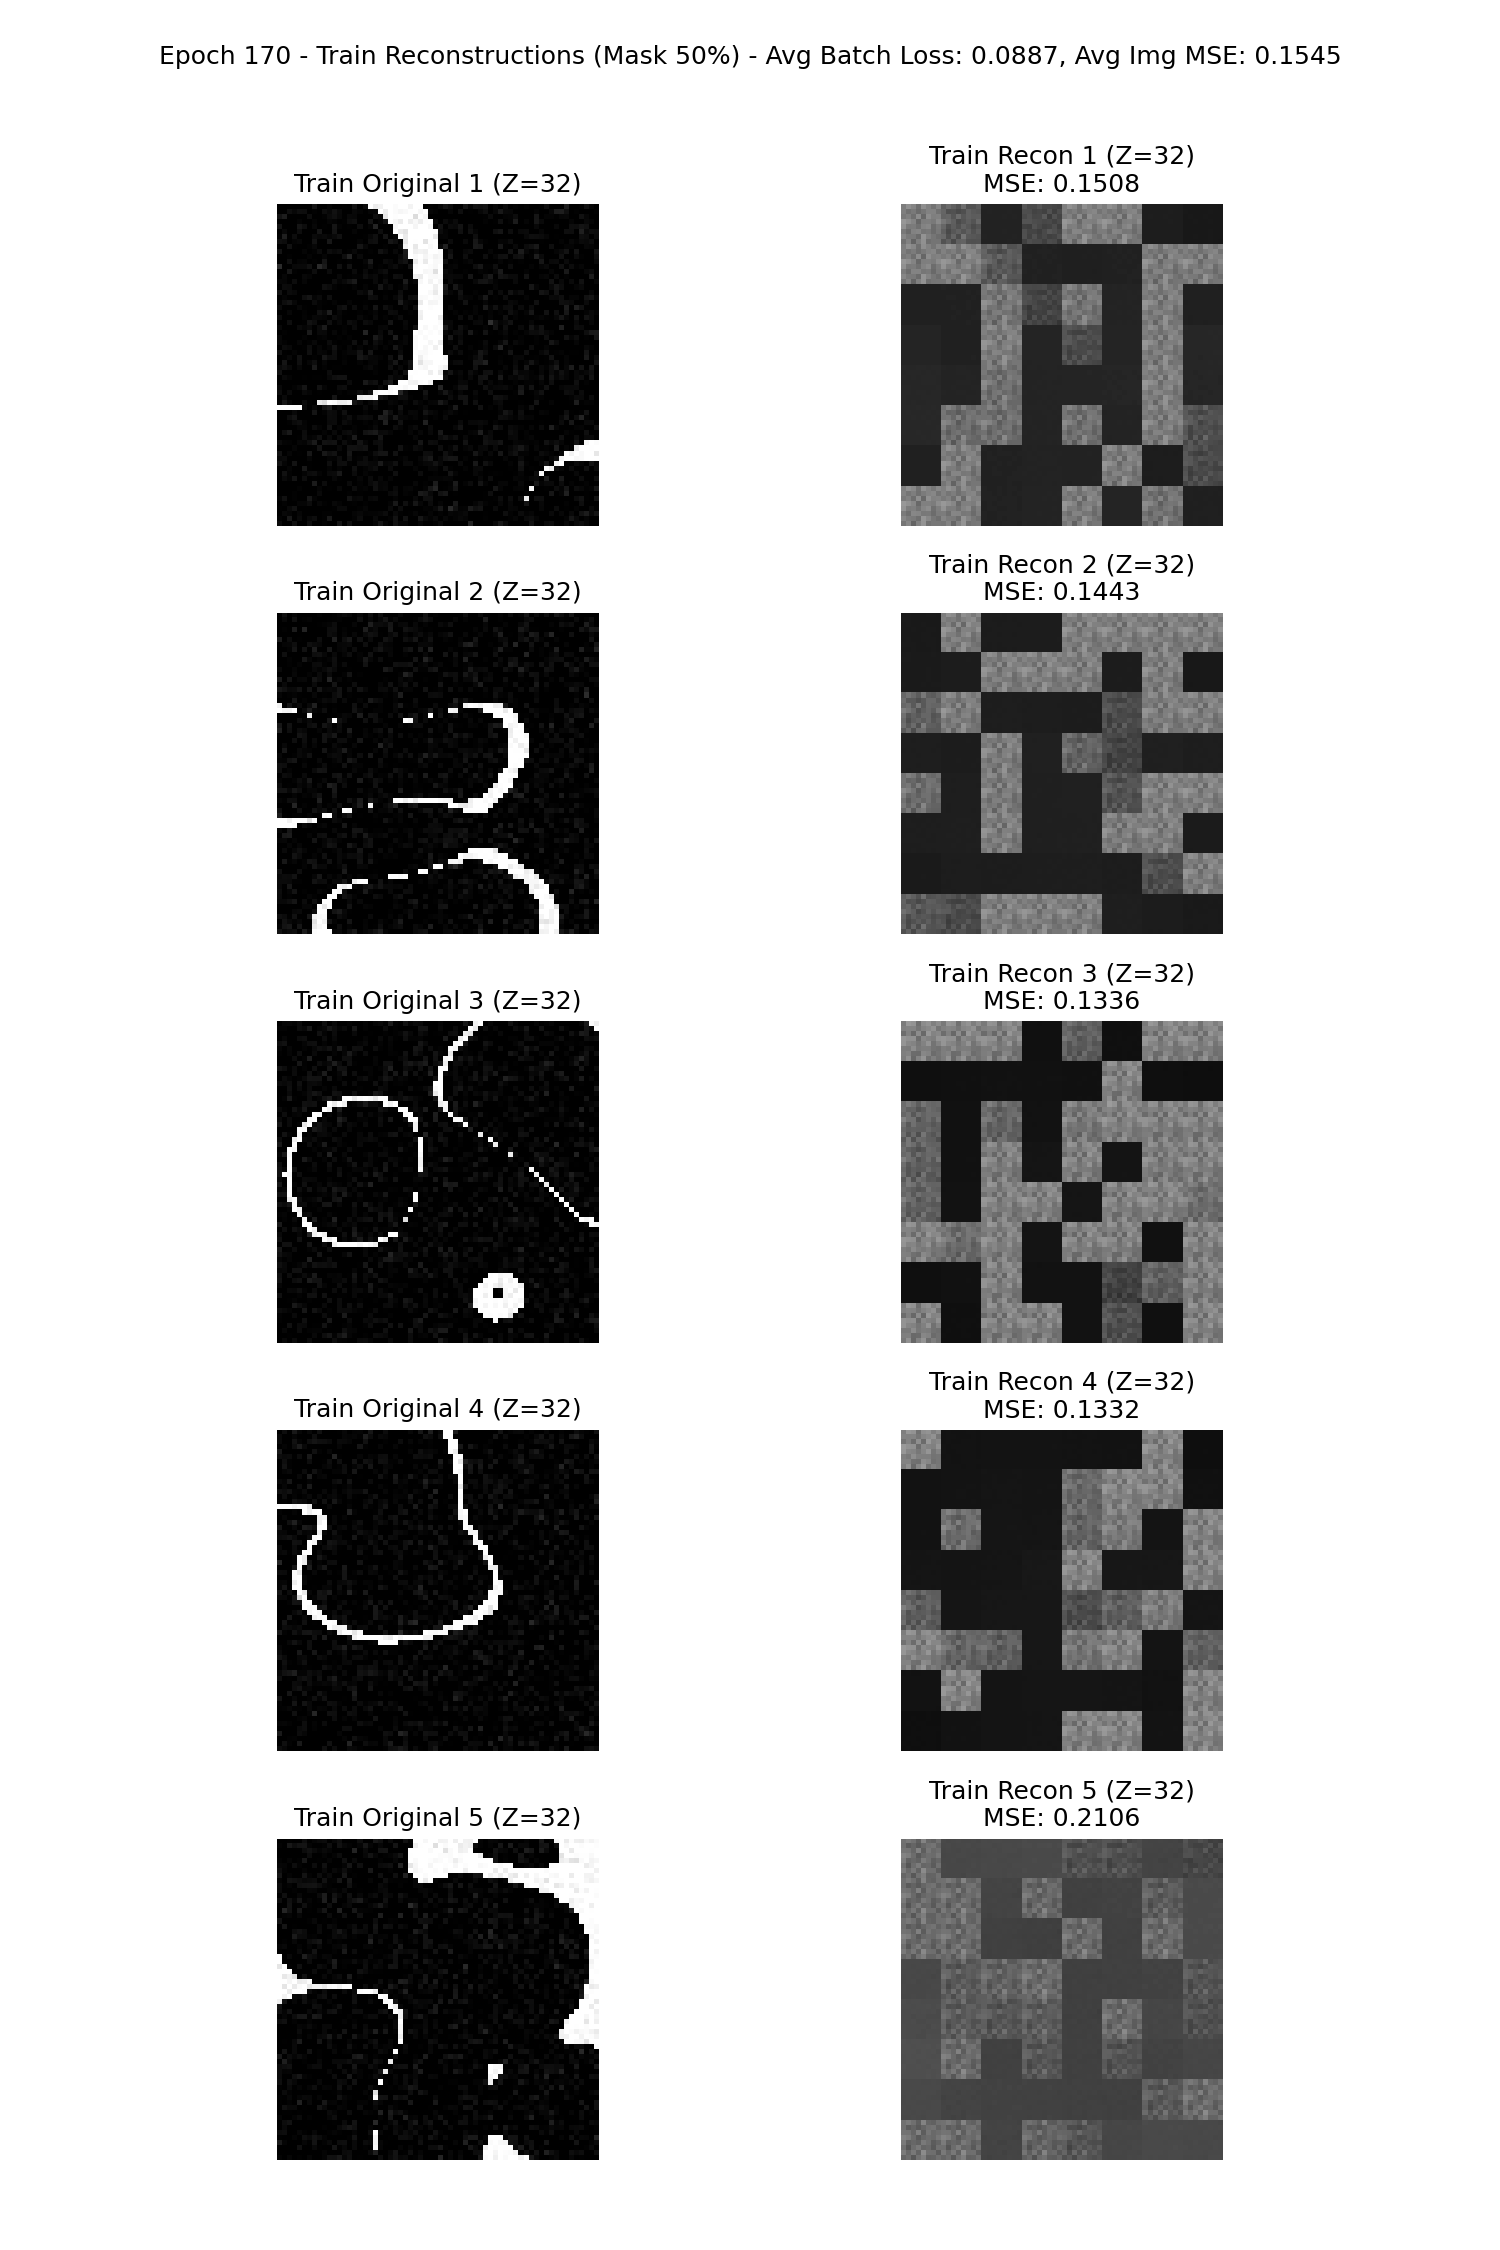 Epoch 170 - Train Reconstructions (Mask 50%) - Avg Batch Loss: 0.0887, Avg Img MSE: 0.1545
Train Original 1 (Z=32)
Train Recon 1 (Z=32)
MSE: 0.1508
Train Original 2 (Z=32)
Train Recon 2 (Z=32)
MSE: 0.1443
Train Original 3 (Z=32)
Train Recon 3 (Z=32)
MSE: 0.1336
Train Original 4 (Z=32)
Train Recon 4 (Z=32)
MSE: 0.1332
Train Original 5 (Z=32)
Train Recon 5 (Z=32)
MSE: 0.2106